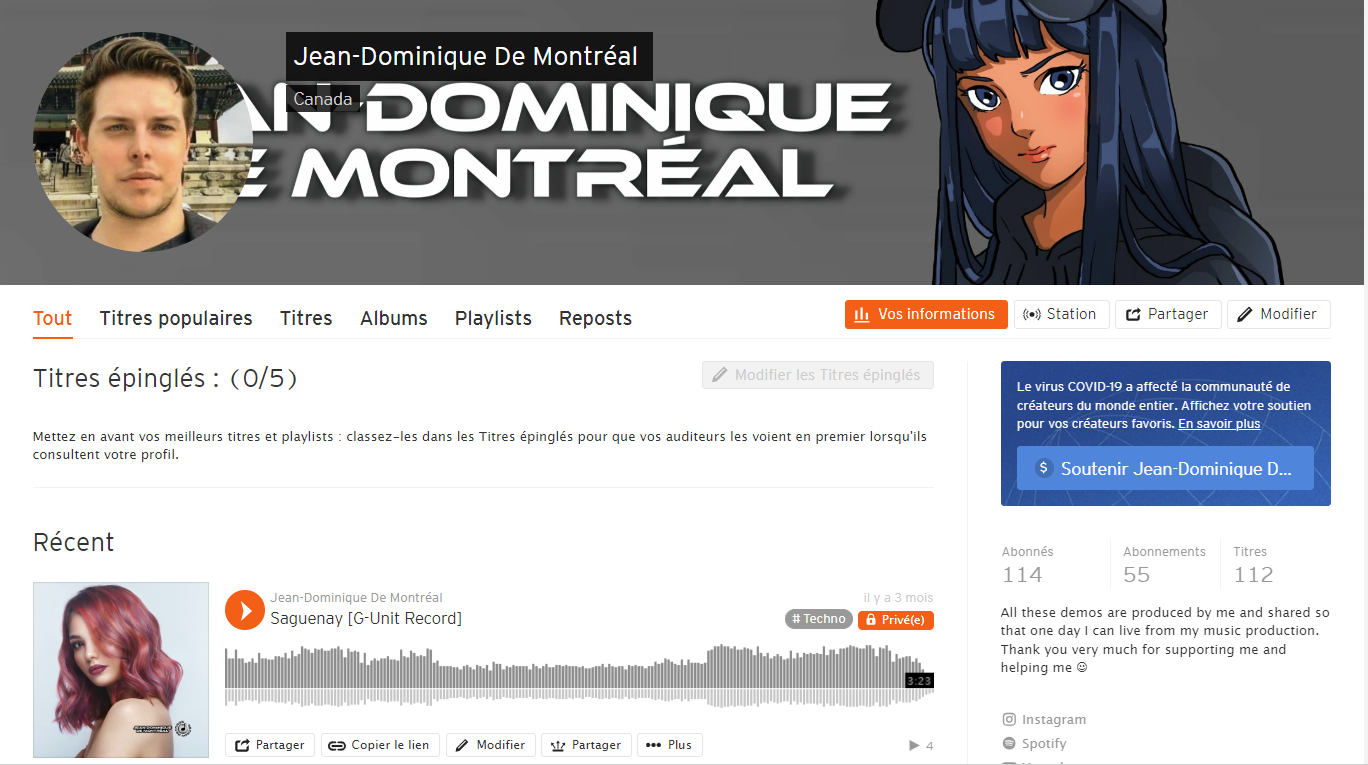 Jean-Dominique De Montréal
Canada
AN-DOMINIQUE
E MONTRÉAL
Tout
Titres populaires
Titres
Albums
Playlists
Reposts
Vos informations
Station
Partager
Modifier
Titres épinglés : (0/5)
Modifier les Titres épinglés
Mettez en avant vos meilleurs titres et playlists : classez-les dans les Titres épinglés pour que vos auditeurs les voient en premier lorsqu'ils
consultent votre profil.
Le virus COVID-19 a affecté la communauté de
créateurs du monde entier. Affichez votre soutien
pour vos créateurs favoris. En savoir plus
$ Soutenir Jean-Dominique D...
Récent
Jean-Dominique De Montréal
il y a 3 mois
Saguenay [G-Unit Record]
# Techno
Privé(e)
3:23
JEAN-DOMINIQUE
DE MONTRÉAL
Partager
Copier le lien
Modifier
Partager
Plus
4
Abonnés
114
Abonnements
55
Titres
112
All these demos are produced by me and shared so
that one day I can live from my music production.
Thank you very much for supporting me and
helping me ☺
Instagram
Spotify